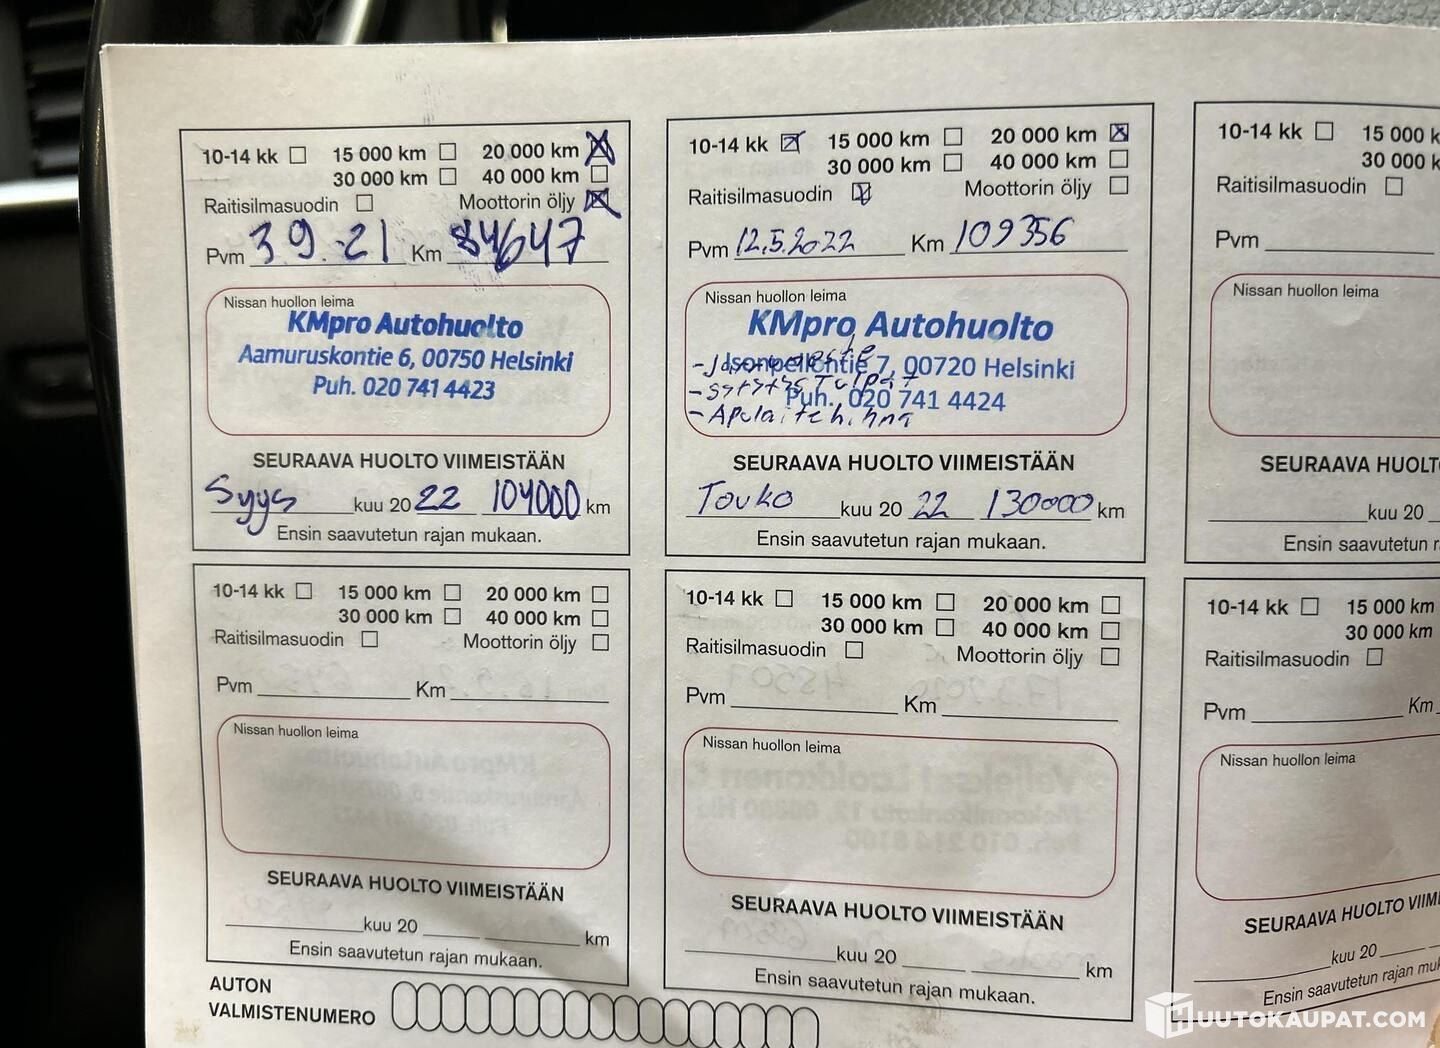 10-14 kk 15 000 km 20 000 km
30 000 km 40 000 km
Raitisilmasuodin Moottorin öljy
Pvm 3 9.21 Km 84647
Nissan huollon leima
KMpro Autohuolto
Aamuruskontie 6, 00750 Helsinki
Puh. 020 741 4423
SEURAAVA HUOLTO VIIMEISTÄÄN
Syys kuu 20 22 104000 km
Ensin saavutetun rajan mukaan.
10-14 kk 15 000 km 20 000 km
30 000 km 40 000 km
Raitisilmasuodin Moottorin öljy
Pvm 12.5.2022 Km 109356
Nissan huollon leima
KMpro Autohuolto
Isonpellontie 7, 00720 Helsinki
Puh. 020 741 4424
- Sytytys Tulpat
- Apulaitehihna
SEURAAVA HUOLTO VIIMEISTÄÄN
Touko kuu 20 22 130000 km
Ensin saavutetun rajan mukaan.
10-14 kk 15 000 k
30 000 k
Raitisilmasuodin
Pvm
Nissan huollon leima
SEURAAVA HUOLT
kuu 20
Ensin saavutetun r
10-14 kk 15 000 km 20 000 km
30 000 km 40 000 km
Raitisilmasuodin Moottorin öljy
Pvm Km
Nissan huollon leima
SEURAAVA HUOLTO VIIMEISTÄÄN
kuu 20 km
Ensin saavutetun rajan mukaan.
10-14 kk 15 000 km 20 000 km
30 000 km 40 000 km
Raitisilmasuodin Moottorin öljy
Pvm Km
Nissan huollon leima
SEURAAVA HUOLTO VIIMEISTÄÄN
kuu 20 km
Ensin saavutetun rajan mukaan.
10-14 kk 15 000 km
30 000 km
Raitisilmasuodin
Pvm Km
Nissan huollon leima
SEURAAVA HUOLTO VIIM
kuu 20
Ensin saavutetun rajan muk
AUTON
VALMISTENUMERO
HUUTOKAUPAT.COM